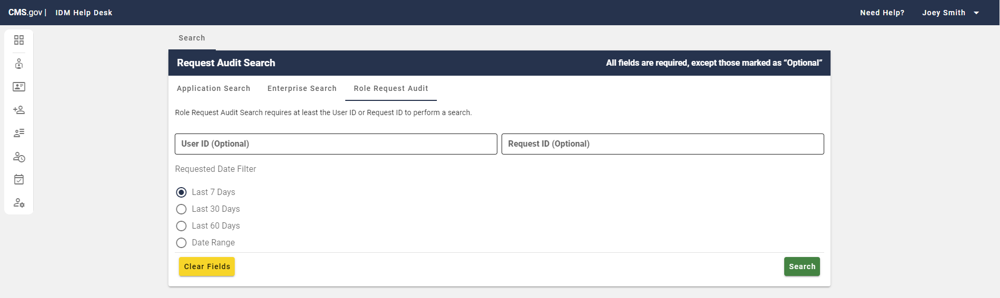 CMS.gov | IDM Help Desk Need Help? Joey Smith
Search
Request Audit Search All fields are required, except those marked as “Optional”
Application Search Enterprise Search Role Request Audit
Role Request Audit Search requires at least the User ID or Request ID to perform a search.
User ID (Optional) Request ID (Optional)
Requested Date Filter
Last 7 Days
Last 30 Days
Last 60 Days
Date Range
Clear Fields Search